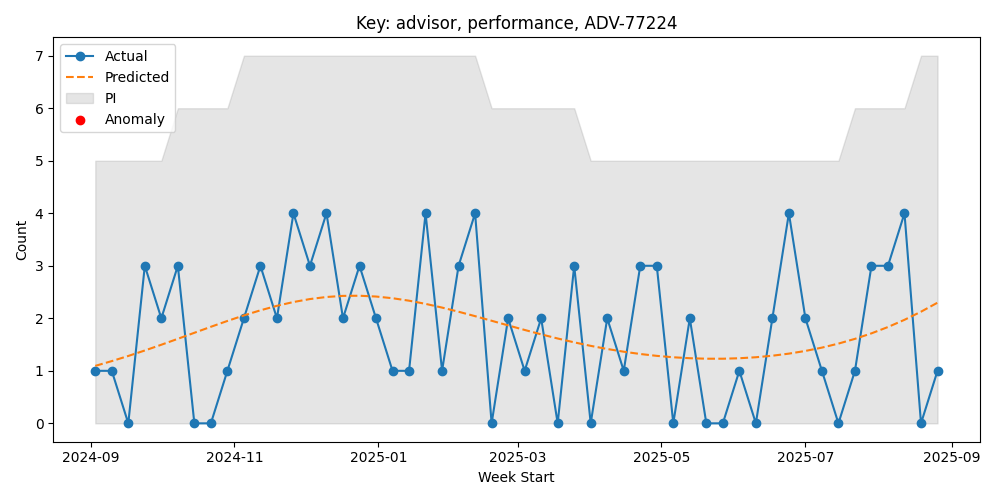 Key: advisor, performance, ADV-77224
Actual
Predicted
PI
Anomaly
7
6
5
4
3
2
1
0
Count
2024-09 2024-11 2025-01 2025-03 2025-05 2025-07 2025-09
Week Start